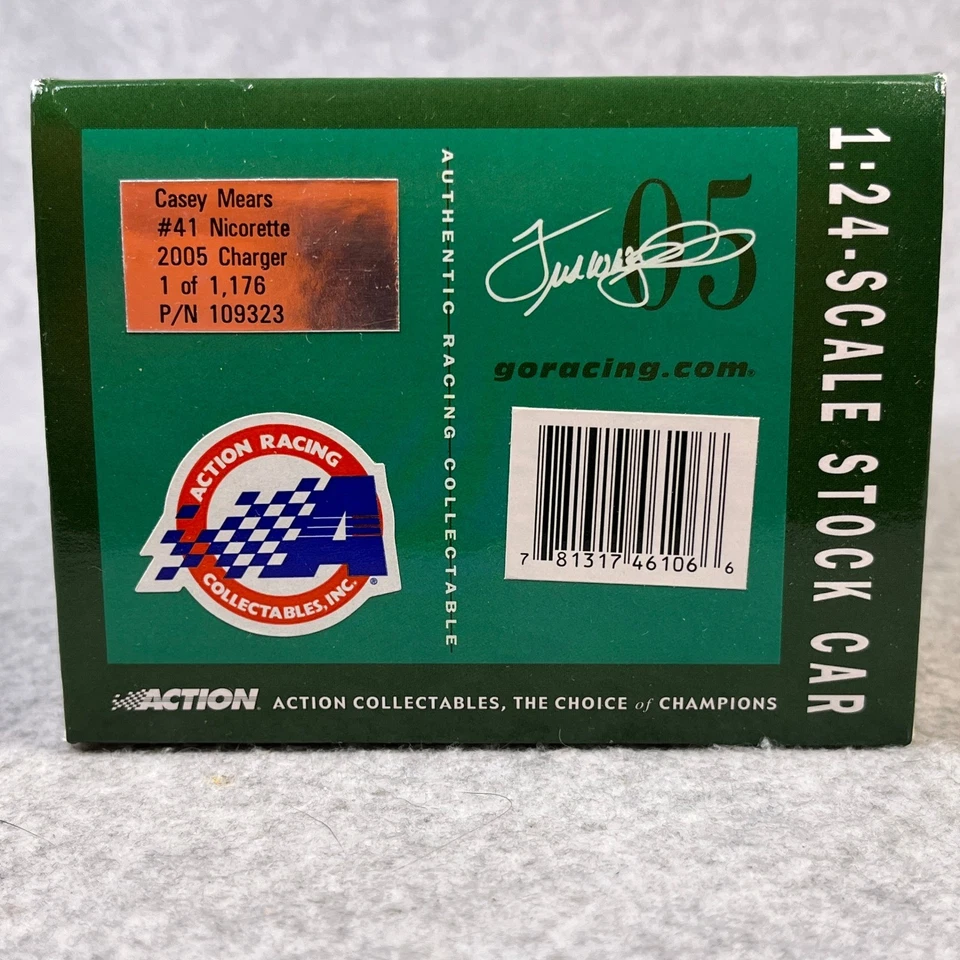 Casey Mears
#41 Nicorette
2005 Charger
1 of 1,176
P/N 109323
AUTHENTIC RACING COLLECTABLE
05
goracing.com®
ACTION RACING
COLLECTABLES, INC.
A®
7 81317 46106 6
1:24-SCALE STOCK CAR
ACTION™ ACTION COLLECTABLES, THE CHOICE of CHAMPIONS